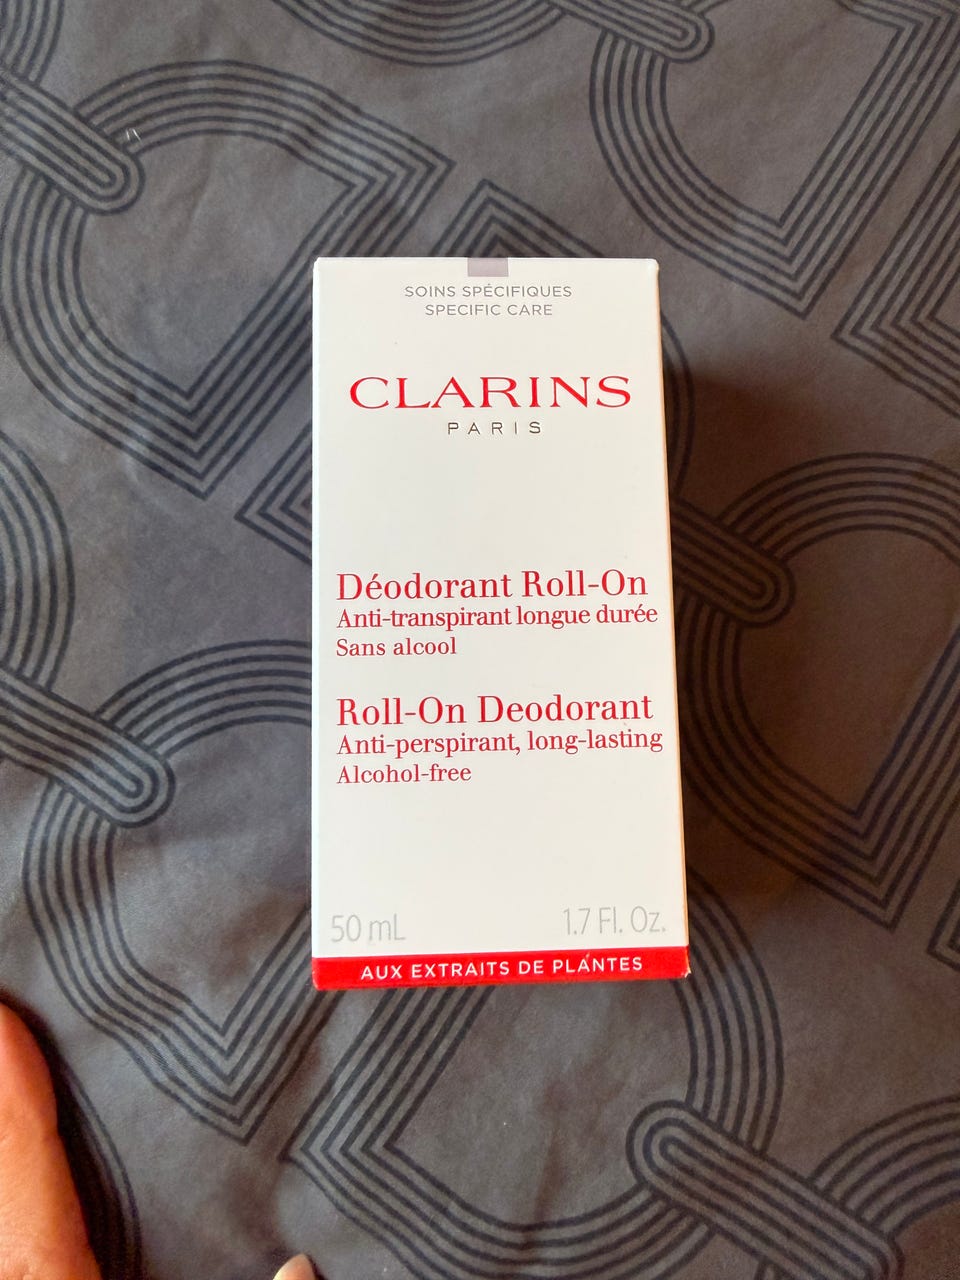 SOINS SPÉCIFIQUES
SPECIFIC CARE
CLARINS
PARIS
Déodorant Roll-On
Anti-transpirant longue durée
Sans alcool
Roll-On Deodorant
Anti-perspirant, long-lasting
Alcohol-free
50 mL 1.7 Fl. Oz.
AUX EXTRAITS DE PLANTES